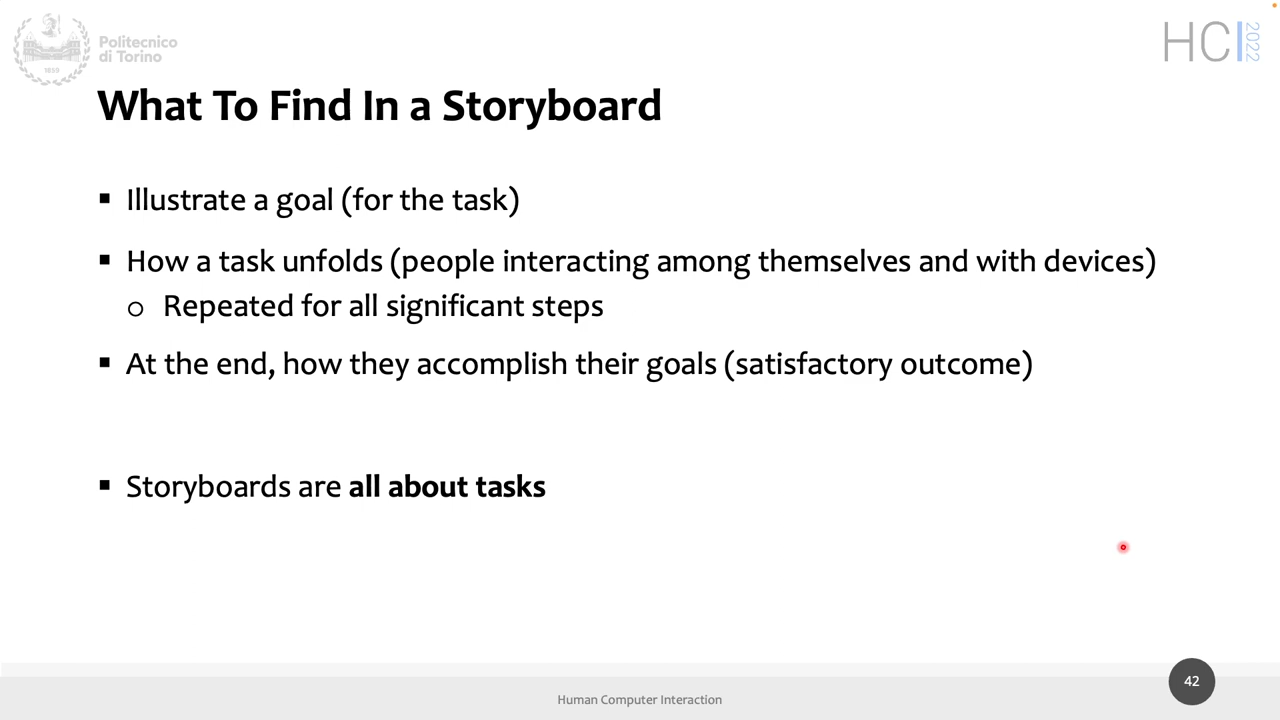 Politecnico
di Torino
1859
HCI 2022
What To Find In a Storyboard
▪ Illustrate a goal (for the task)
▪ How a task unfolds (people interacting among themselves and with devices)
o Repeated for all significant steps
▪ At the end, how they accomplish their goals (satisfactory outcome)
▪ Storyboards are all about tasks
42
Human Computer Interaction